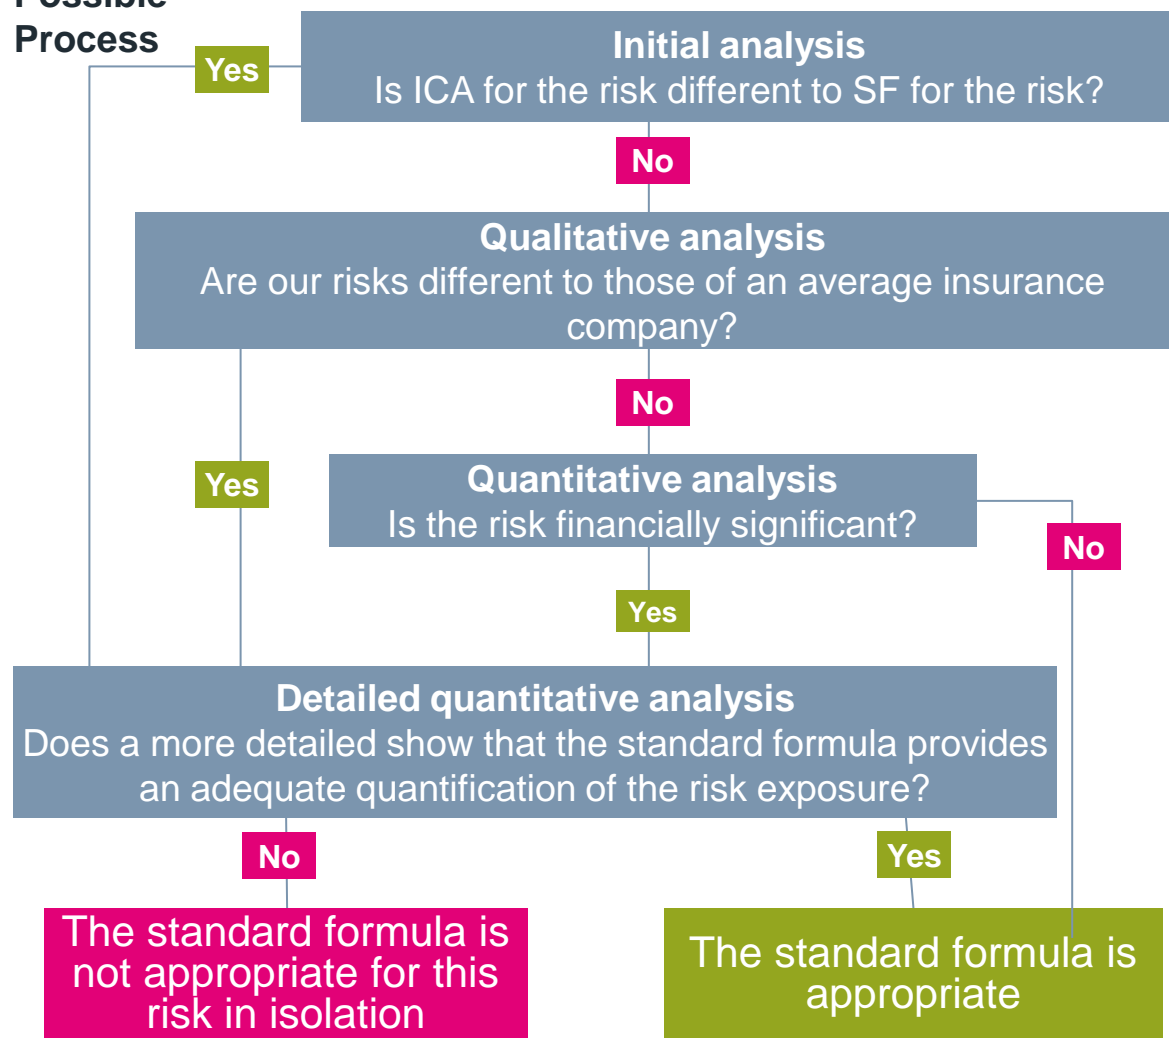 Possible
Process
Initial analysis
Is ICA for the risk different to SF for the risk?
Yes
No
Qualitative analysis
Are our risks different to those of an average insurance
company?
No
Yes
Quantitative analysis
Is the risk financially significant?
No
Yes
Detailed quantitative analysis
Does a more detailed show that the standard formula provides
an adequate quantification of the risk exposure?
No
Yes
The standard formula is
not appropriate for this
risk in isolation
The standard formula is
appropriate